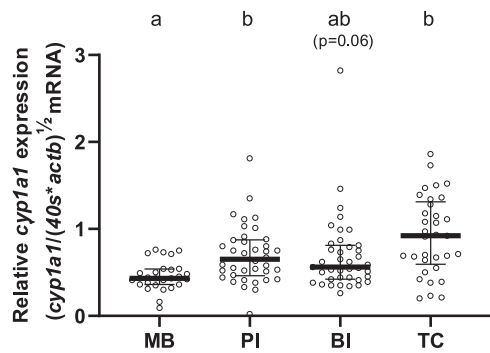 a b ab b
(p=0.06)
Relative cyp1a1 expression
(cyp1a1/(40s*actb)^½ mRNA)
3
2
1
0
MB PI BI TC